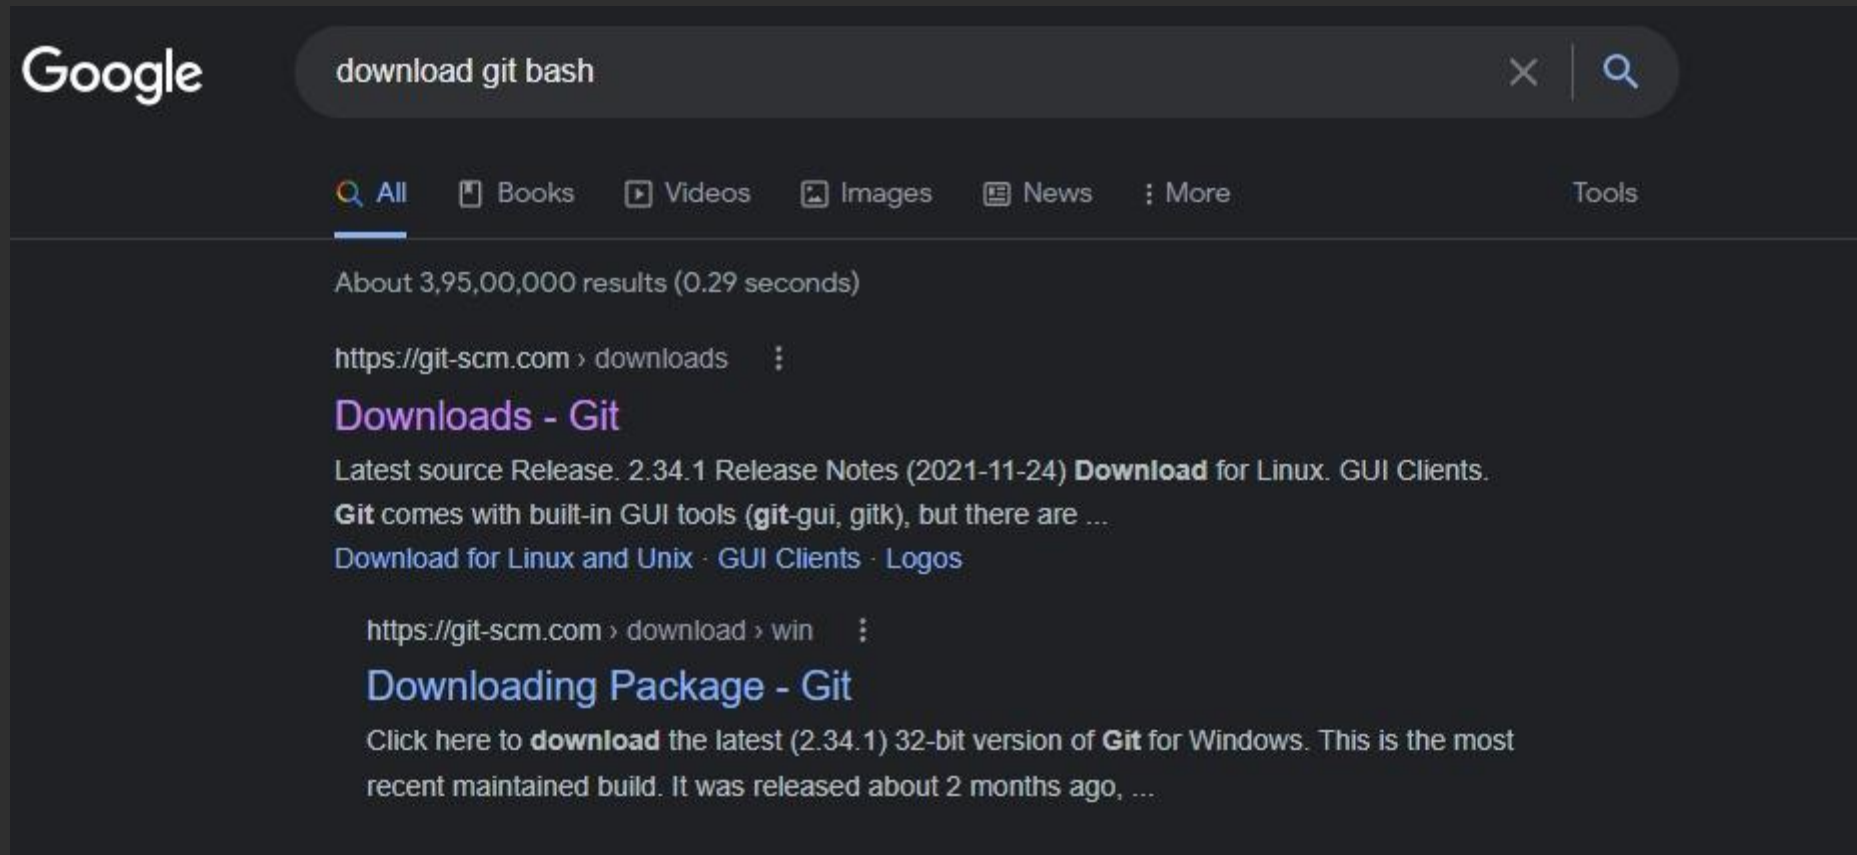 Google
download git bash
All Books Videos Images News More Tools
About 3,95,00,000 results (0.29 seconds)
https://git-scm.com › downloads
Downloads - Git
Latest source Release. 2.34.1 Release Notes (2021-11-24) Download for Linux. GUI Clients.
Git comes with built-in GUI tools (git-gui, gitk), but there are ...
Download for Linux and Unix · GUI Clients · Logos
https://git-scm.com › download › win
Downloading Package - Git
Click here to download the latest (2.34.1) 32-bit version of Git for Windows. This is the most
recent maintained build. It was released about 2 months ago, ...